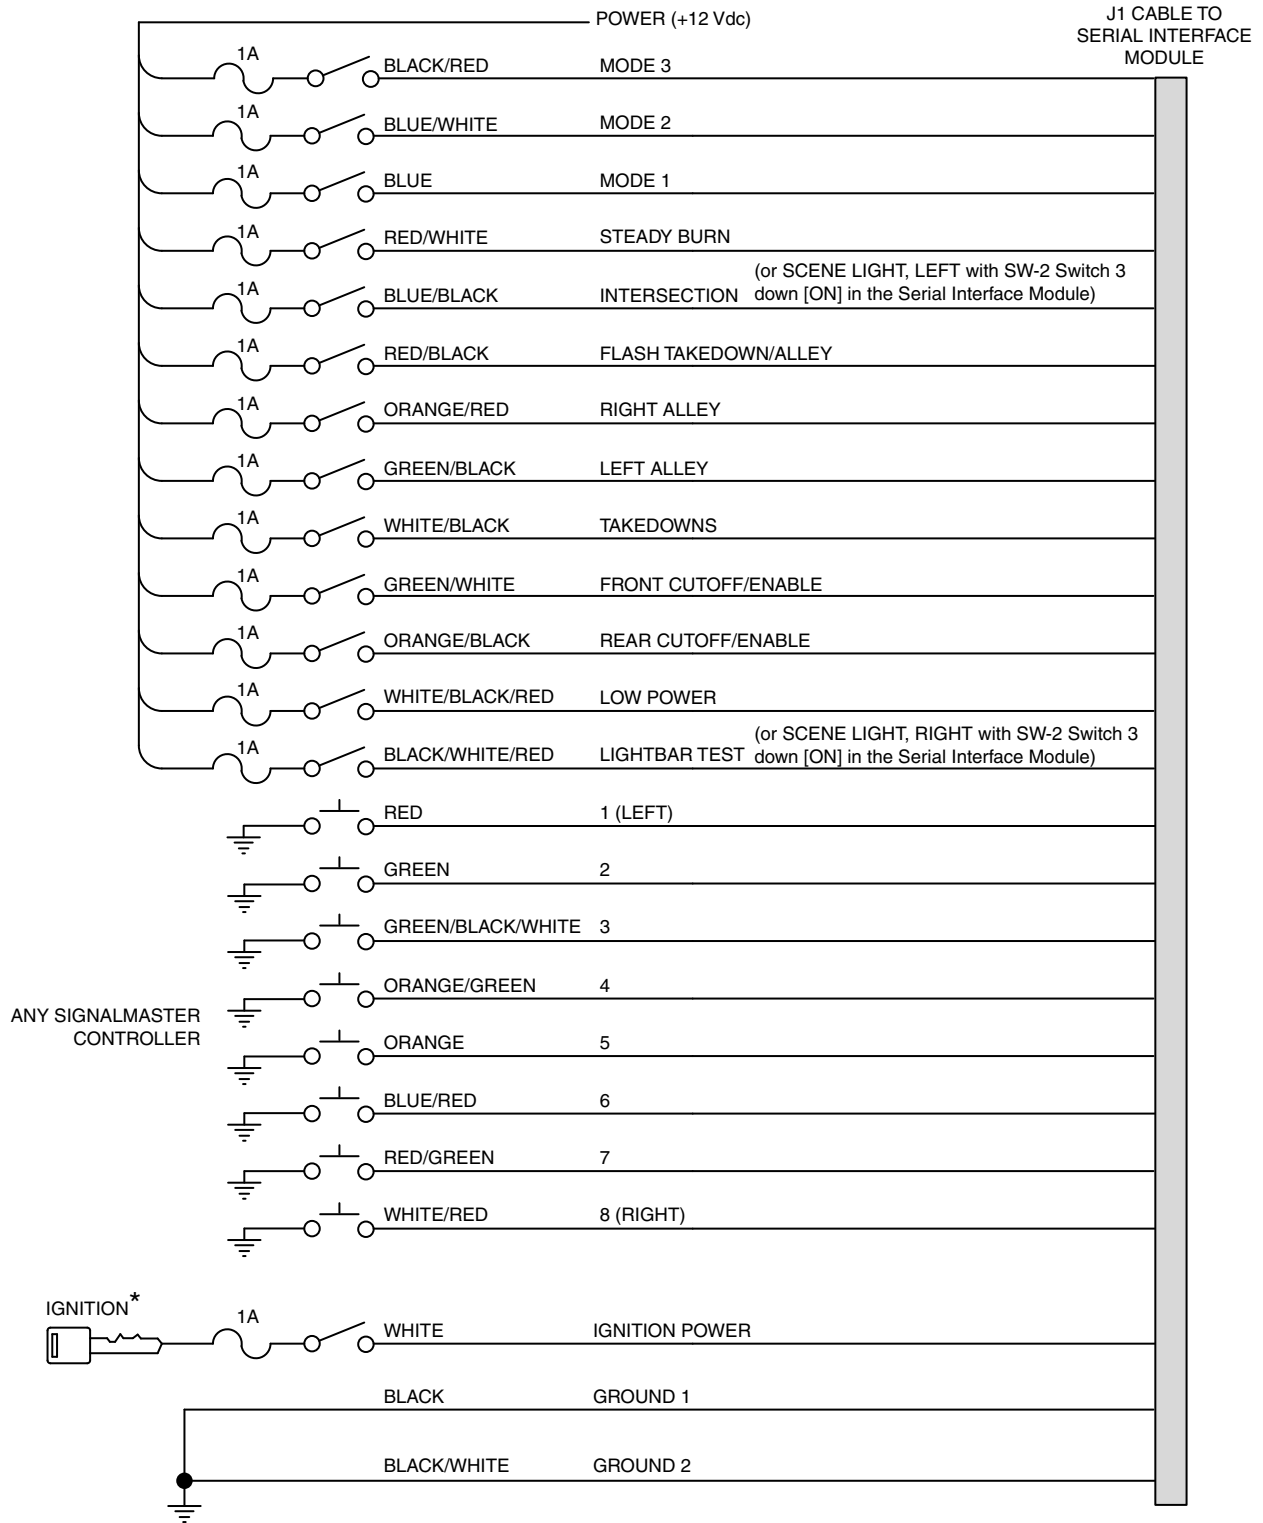 POWER (+12 Vdc)
J1 CABLE TO
SERIAL INTERFACE
MODULE
1A BLACK/RED MODE 3
1A BLUE/WHITE MODE 2
1A BLUE MODE 1
1A RED/WHITE STEADY BURN
(or SCENE LIGHT, LEFT with SW-2 Switch 3
1A BLUE/BLACK INTERSECTION down [ON] in the Serial Interface Module)
1A RED/BLACK FLASH TAKEDOWN/ALLEY
1A ORANGE/RED RIGHT ALLEY
1A GREEN/BLACK LEFT ALLEY
1A WHITE/BLACK TAKEDOWNS
1A GREEN/WHITE FRONT CUTOFF/ENABLE
1A ORANGE/BLACK REAR CUTOFF/ENABLE
1A WHITE/BLACK/RED LOW POWER
(or SCENE LIGHT, RIGHT with SW-2 Switch 3
1A BLACK/WHITE/RED LIGHTBAR TEST down [ON] in the Serial Interface Module)
RED 1 (LEFT)
GREEN 2
GREEN/BLACK/WHITE 3
ORANGE/GREEN 4
ANY SIGNALMASTER
CONTROLLER
ORANGE 5
BLUE/RED 6
RED/GREEN 7
WHITE/RED 8 (RIGHT)
IGNITION*
1A WHITE IGNITION POWER
BLACK GROUND 1
BLACK/WHITE GROUND 2